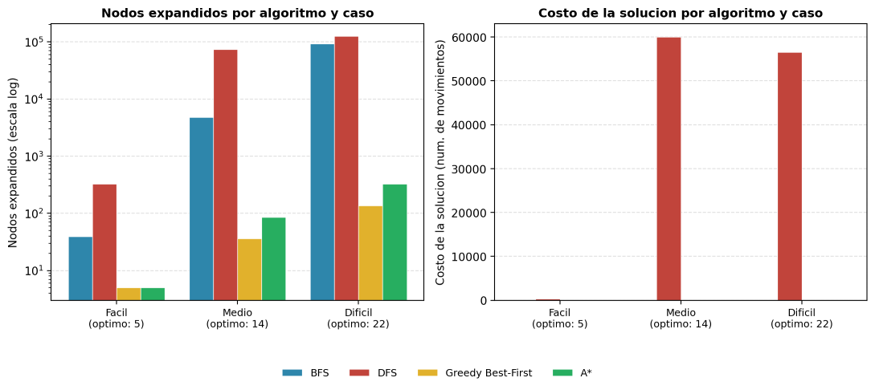 Nodos expandidos por algoritmo y caso
Nodos expandidos (escala log)
10^5
10^4
10^3
10^2
10^1
Facil
(optimo: 5)
Medio
(optimo: 14)
Dificil
(optimo: 22)
Costo de la solucion por algoritmo y caso
Costo de la solucion (num. de movimientos)
60000
50000
40000
30000
20000
10000
0
Facil
(optimo: 5)
Medio
(optimo: 14)
Dificil
(optimo: 22)
BFS
DFS
Greedy Best-First
A*